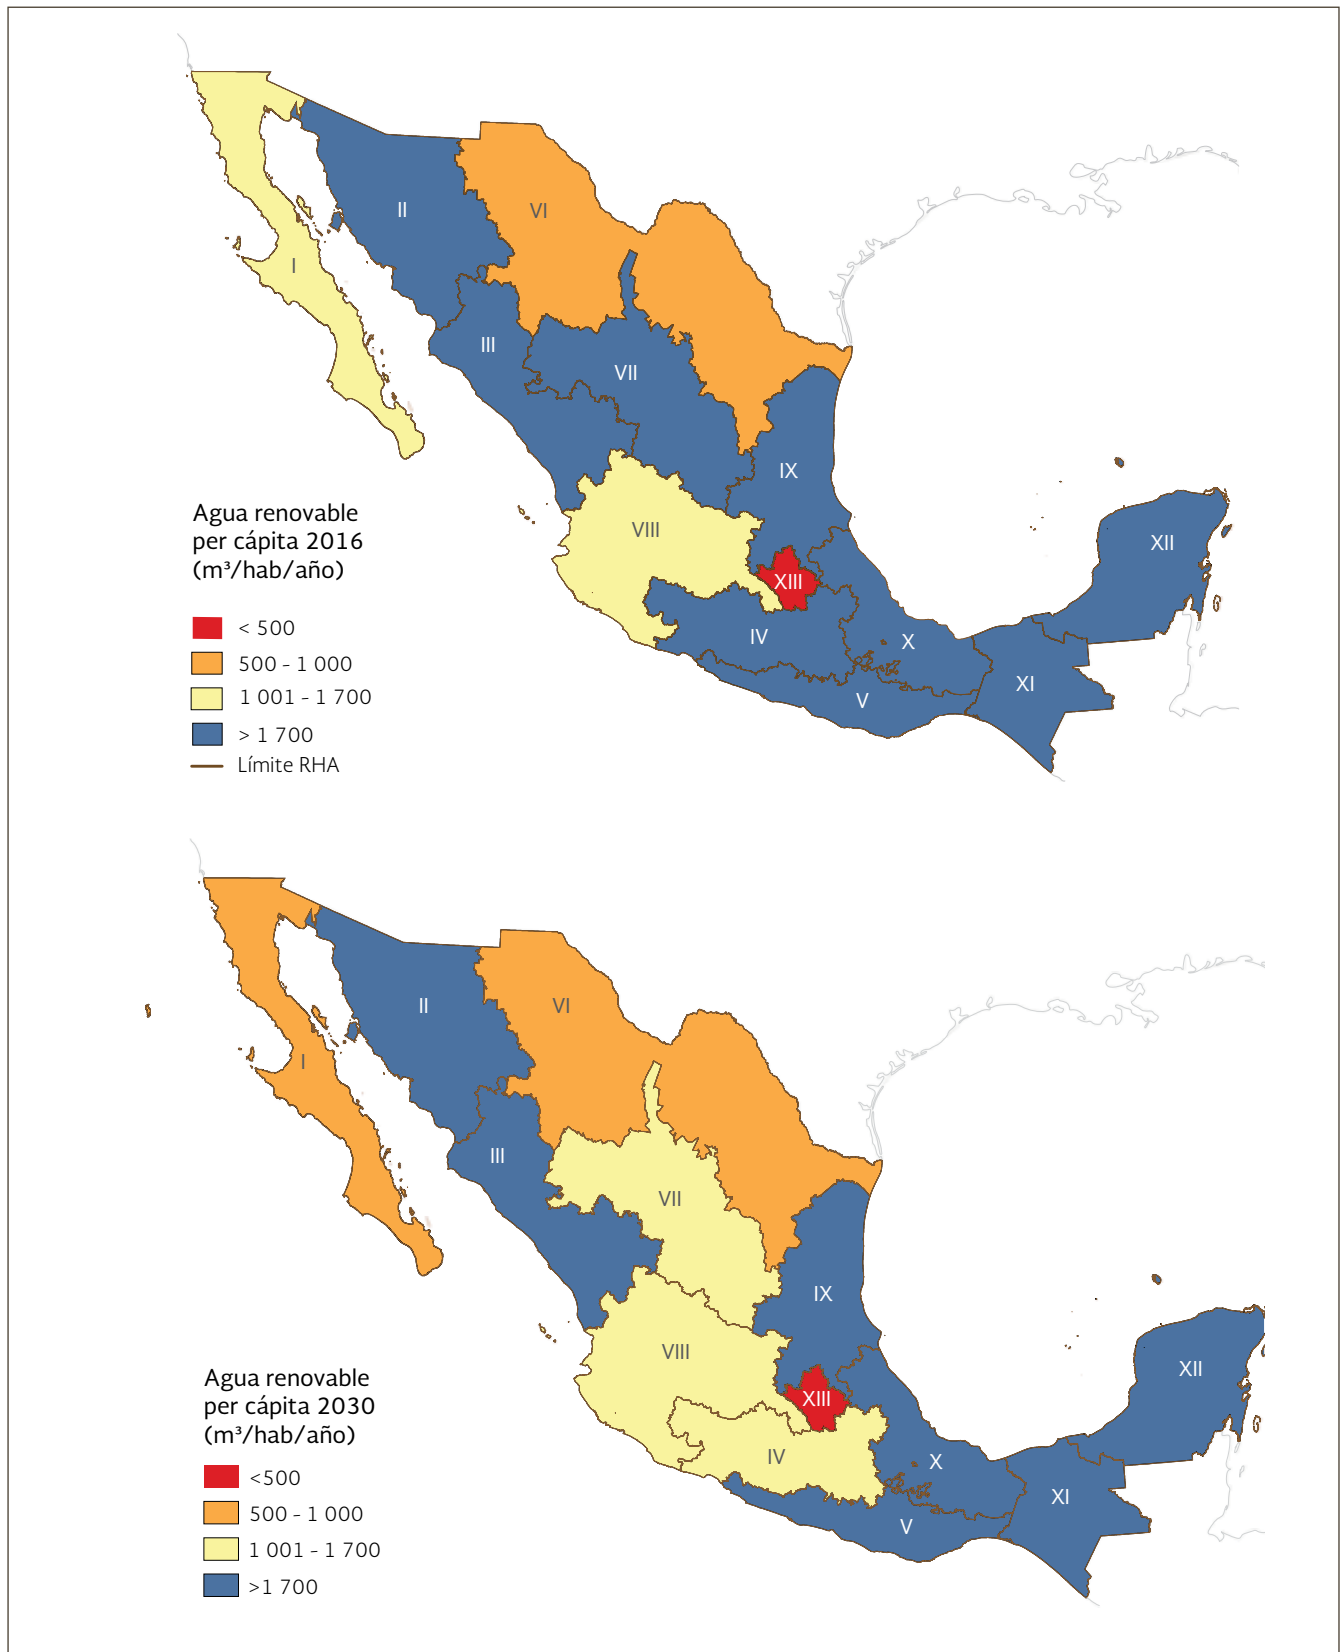 I
II
III
VI
VII
VIII
IX
XIII
IV
X
V
XI
XII
Agua renovable
per cápita 2016
(m³/hab/año)
< 500
500 - 1 000
1 001 - 1 700
> 1 700
Límite RHA
I
II
III
VI
VII
VIII
IX
XIII
IV
X
V
XI
XII
Agua renovable
per cápita 2030
(m³/hab/año)
<500
500 - 1 000
1 001 - 1 700
>1 700